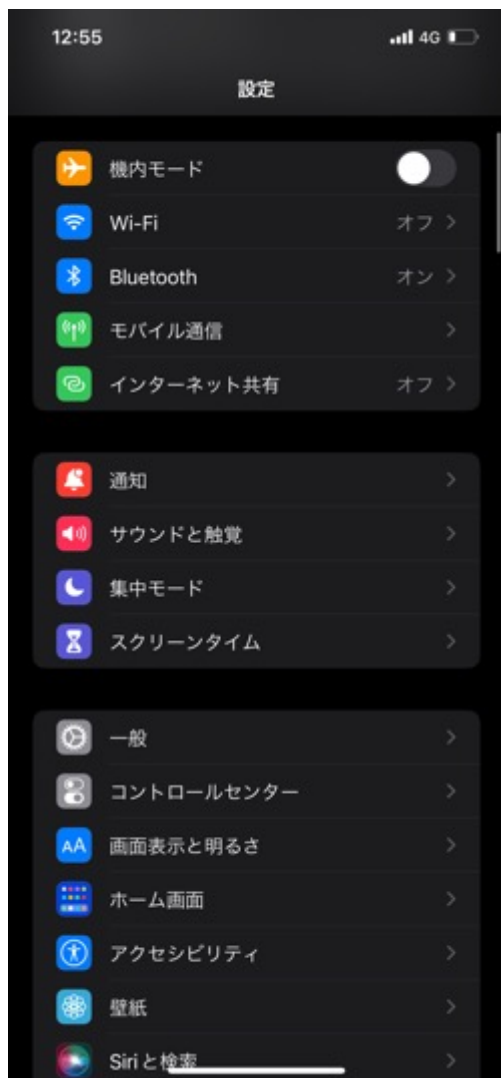 12:55
4G
設定
機内モード
Wi-Fi オフ
Bluetooth オン
モバイル通信
インターネット共有 オフ
通知
サウンドと触覚
集中モード
スクリーンタイム
一般
コントロールセンター
AA 画面表示と明るさ
ホーム画面
アクセシビリティ
壁紙
Siriと検索